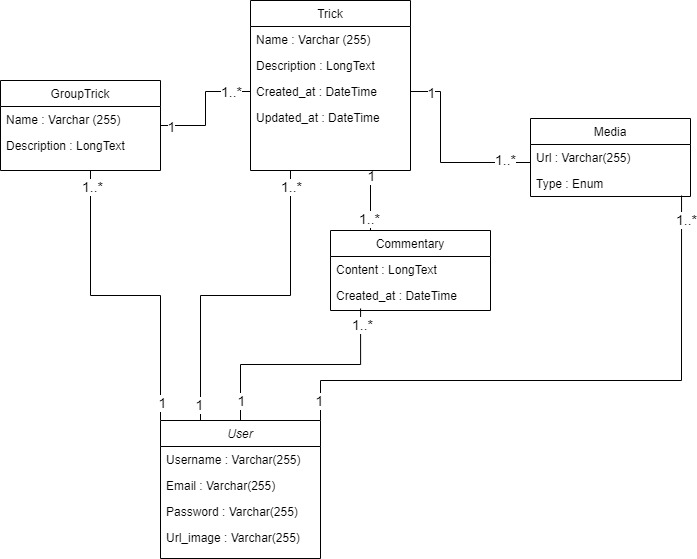 Trick
Name : Varchar (255)
Description : LongText
Created_at : DateTime
Updated_at : DateTime
GroupTrick
Name : Varchar (255)
Description : LongText
1
1..*
1
1..*
Media
Url : Varchar(255)
Type : Enum
1..*
1..*
1
1..*
1..*
Commentary
Content : LongText
Created_at : DateTime
1..*
1
1
1
1
User
Username : Varchar(255)
Email : Varchar(255)
Password : Varchar(255)
Url_image : Varchar(255)